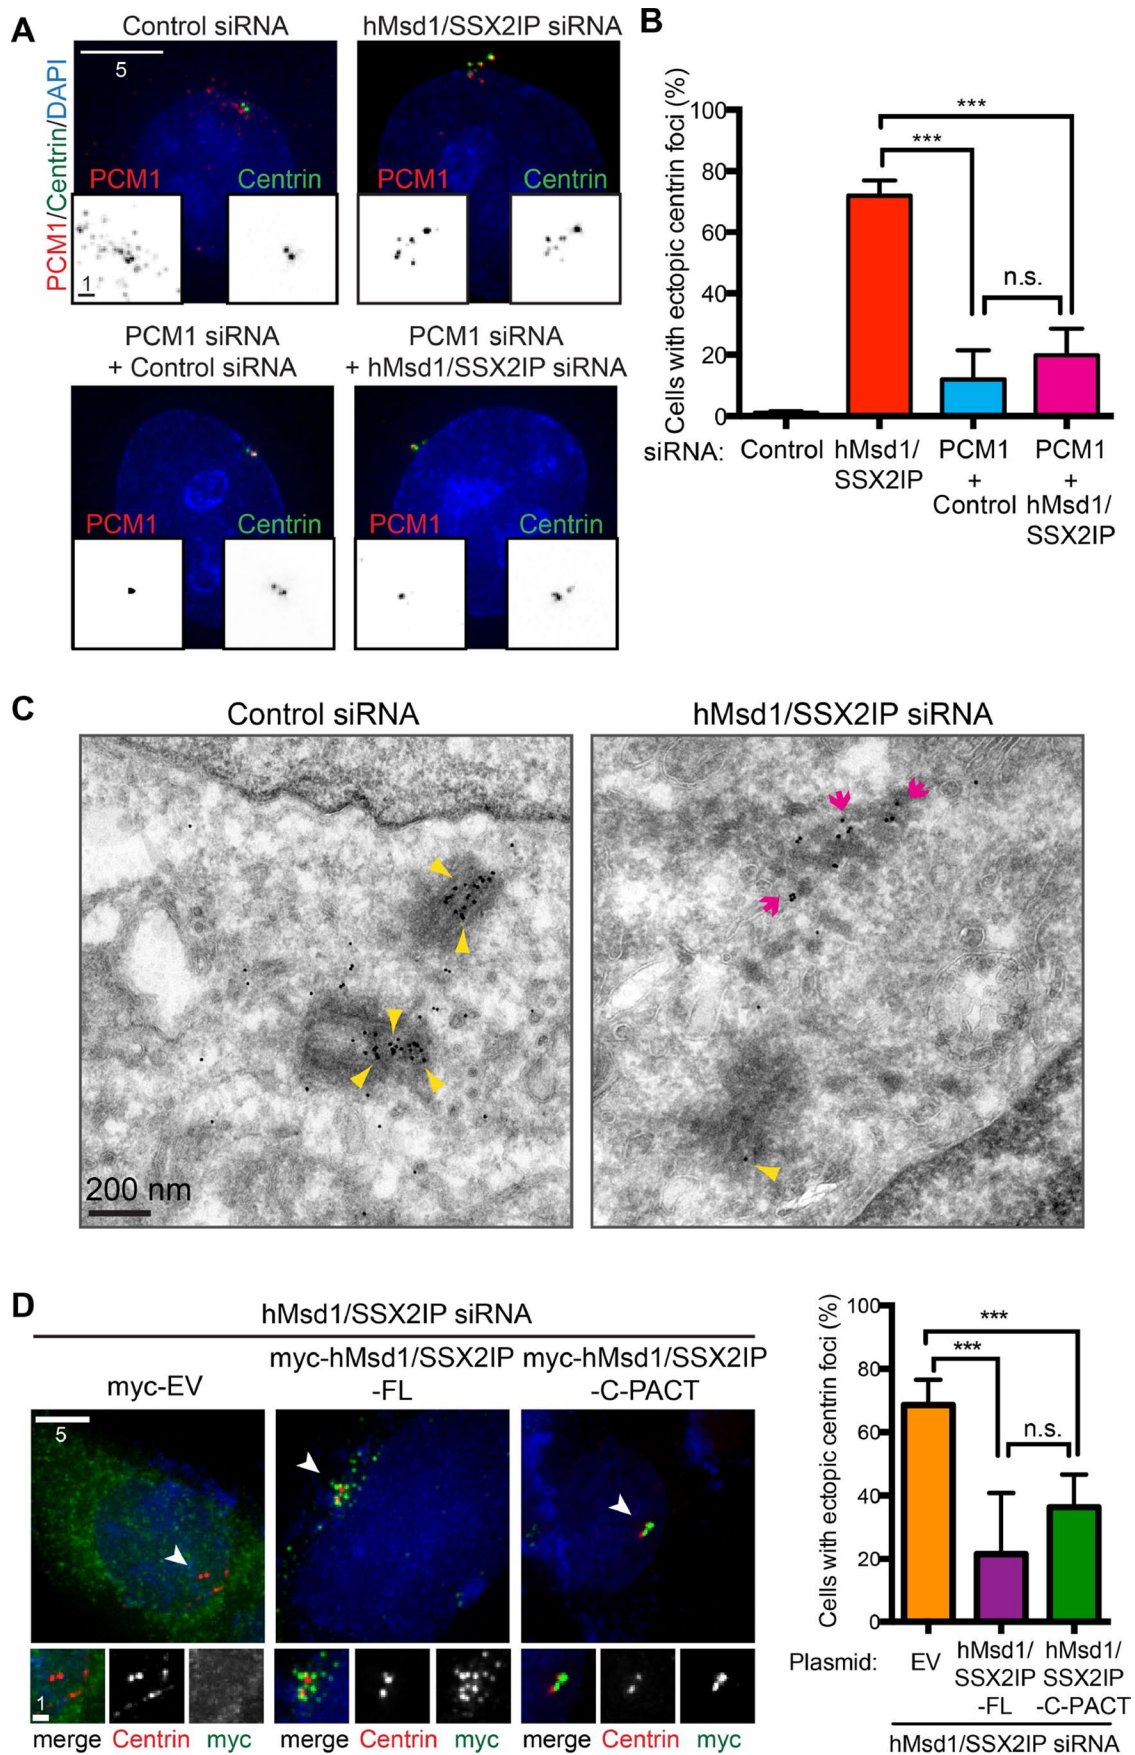 A
Control siRNA
hMsd1/SSX2IP siRNA
PCM1/Centrin/DAPI
5
PCM1
Centrin
PCM1
Centrin
1
PCM1 siRNA
+ Control siRNA
PCM1 siRNA
+ hMsd1/SSX2IP siRNA
PCM1
Centrin
PCM1
Centrin
B
Cells with ectopic centrin foci (%)
100
80
60
40
20
0
***
***
n.s.
siRNA:
Control
hMsd1/
SSX2IP
PCM1
+
Control
PCM1
+
hMsd1/
SSX2IP
C
Control siRNA
hMsd1/SSX2IP siRNA
200 nm
D
hMsd1/SSX2IP siRNA
myc-EV
myc-hMsd1/SSX2IP
-FL
myc-hMsd1/SSX2IP
-C-PACT
5
1
merge
Centrin
myc
merge
Centrin
myc
merge
Centrin
myc
Cells with ectopic centrin foci (%)
100
80
60
40
20
0
***
***
n.s.
Plasmid:
EV
hMsd1/
SSX2IP
-FL
hMsd1/
SSX2IP
-C-PACT
hMsd1/SSX2IP siRNA